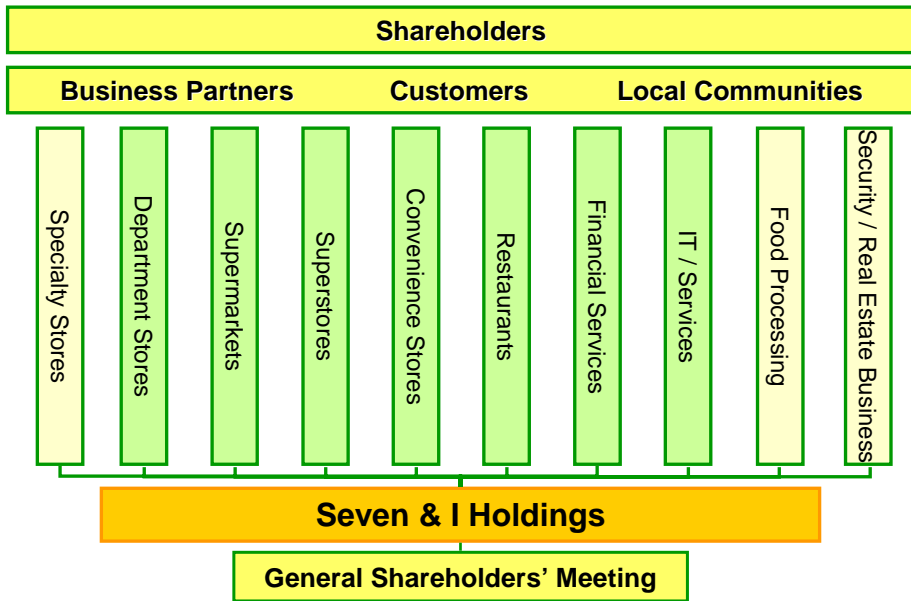 Shareholders
Business Partners Customers Local Communities
Specialty Stores
Department Stores
Supermarkets
Superstores
Convenience Stores
Restaurants
Financial Services
IT / Services
Food Processing
Security / Real Estate Business
Seven & I Holdings
General Shareholders’ Meeting